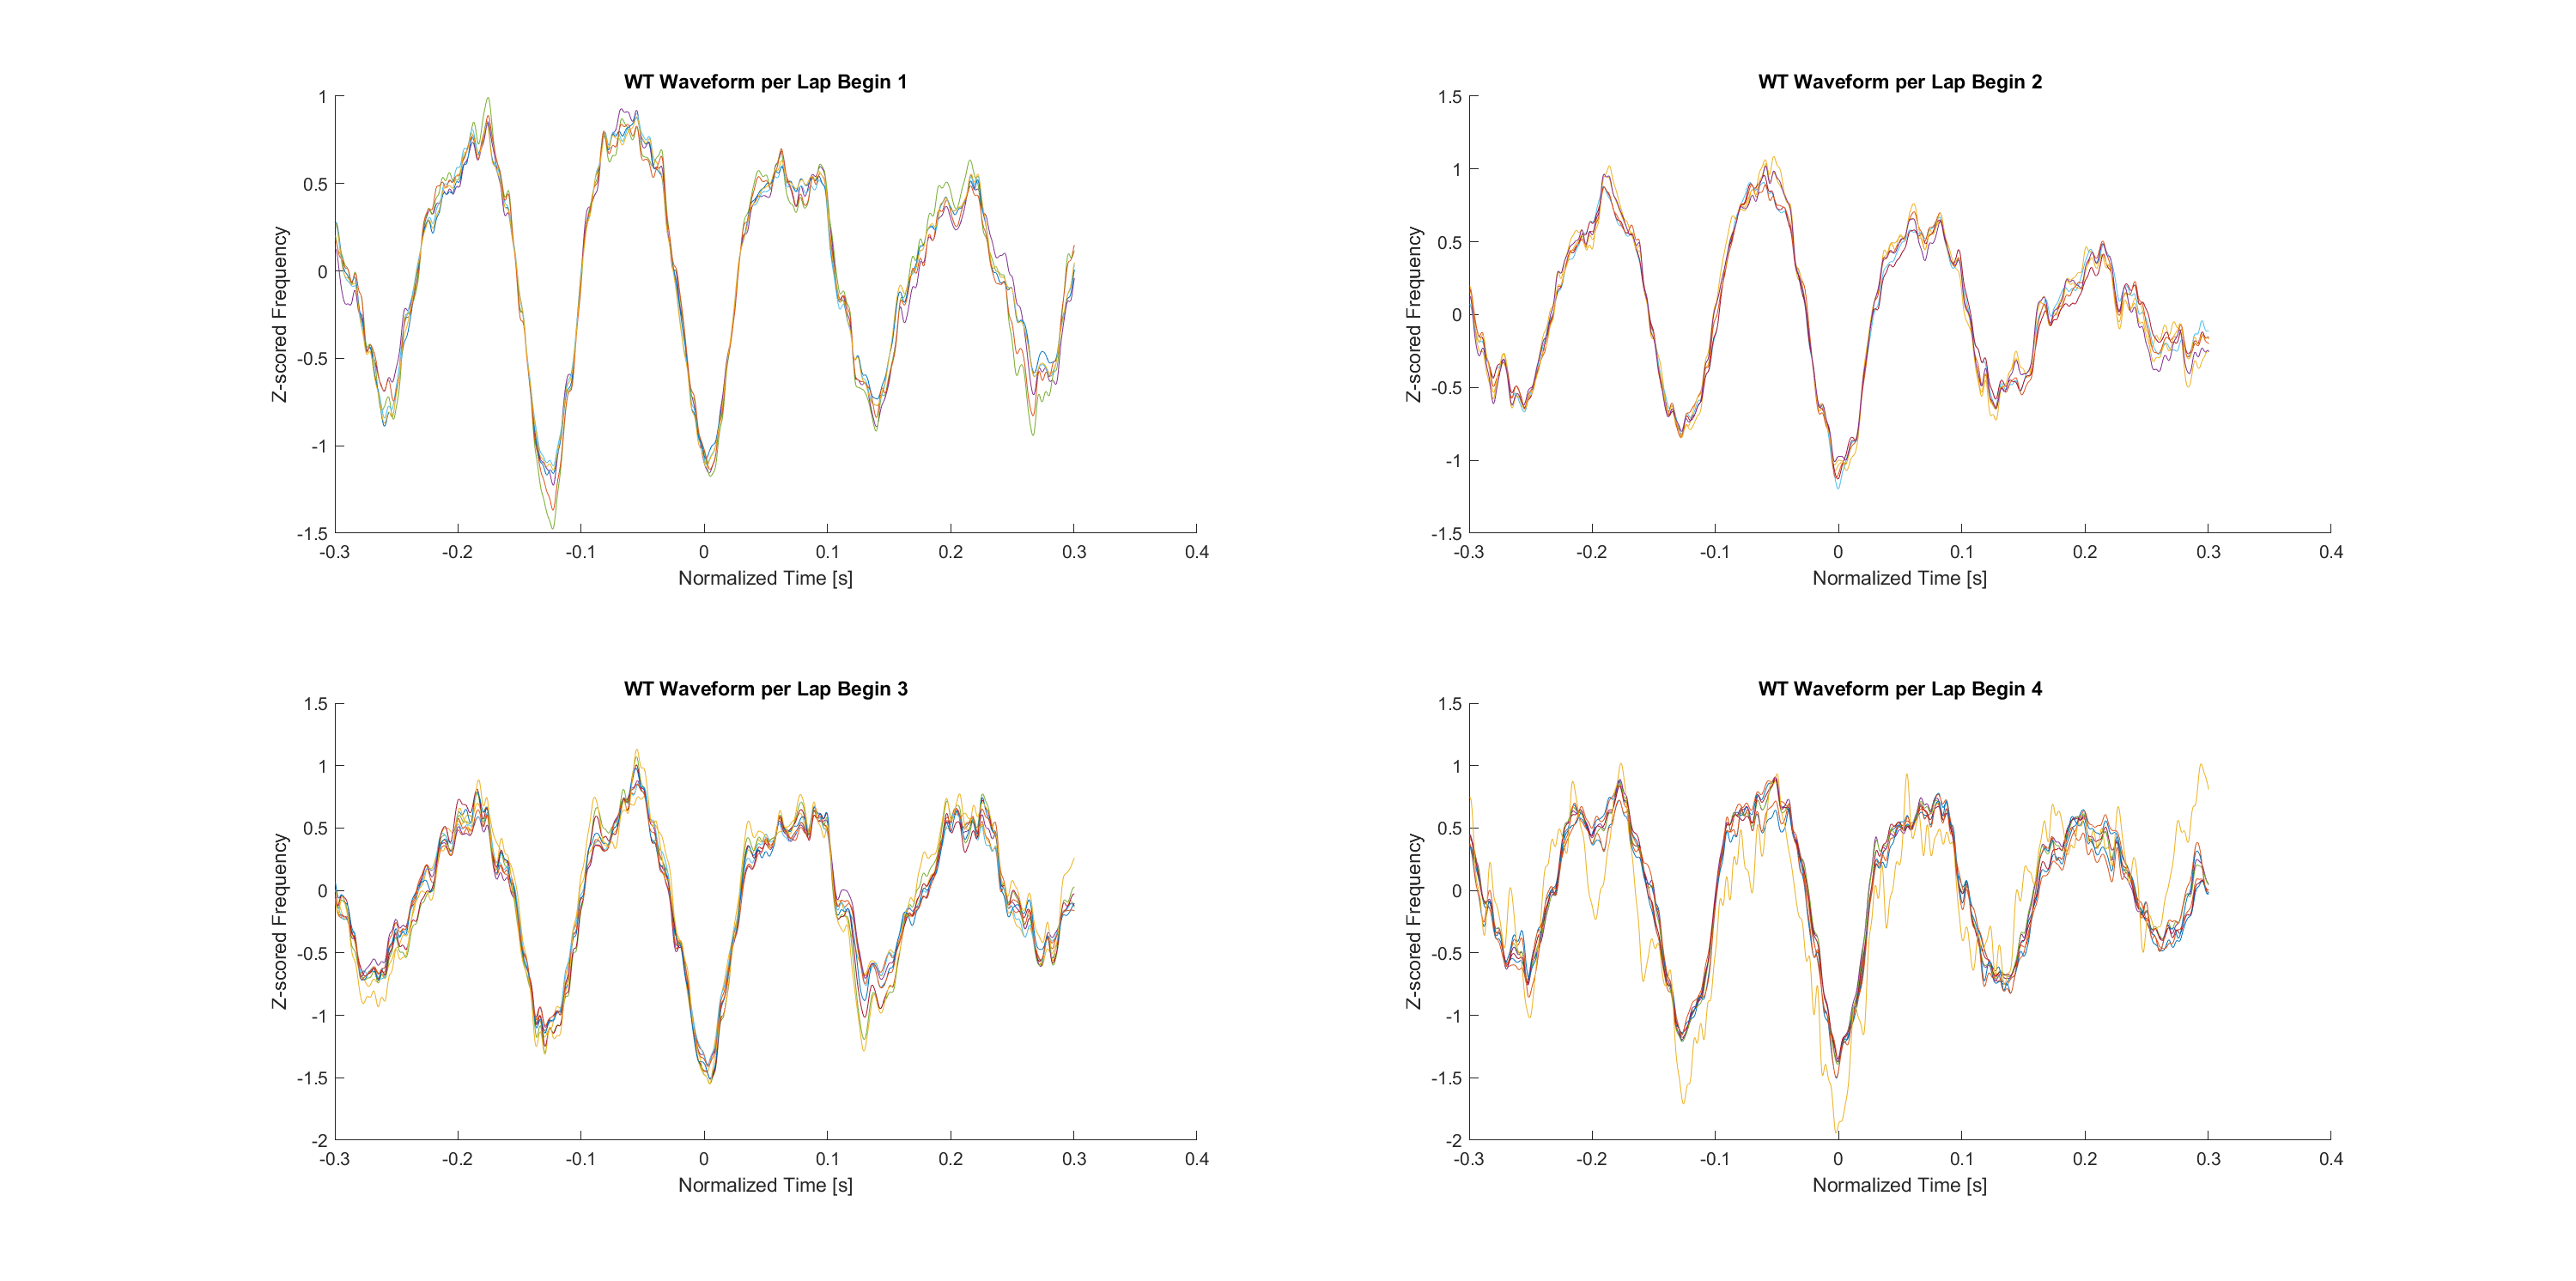 WT Waveform per Lap Begin 1
1
0.5
0
-0.5
-1
-1.5
Z-scored Frequency
-0.3 -0.2 -0.1 0 0.1 0.2 0.3 0.4
Normalized Time [s]
WT Waveform per Lap Begin 2
1.5
1
0.5
0
-0.5
-1
-1.5
Z-scored Frequency
-0.3 -0.2 -0.1 0 0.1 0.2 0.3 0.4
Normalized Time [s]
WT Waveform per Lap Begin 3
1.5
1
0.5
0
-0.5
-1
-1.5
-2
Z-scored Frequency
-0.3 -0.2 -0.1 0 0.1 0.2 0.3 0.4
Normalized Time [s]
WT Waveform per Lap Begin 4
1.5
1
0.5
0
-0.5
-1
-1.5
-2
Z-scored Frequency
-0.3 -0.2 -0.1 0 0.1 0.2 0.3 0.4
Normalized Time [s]